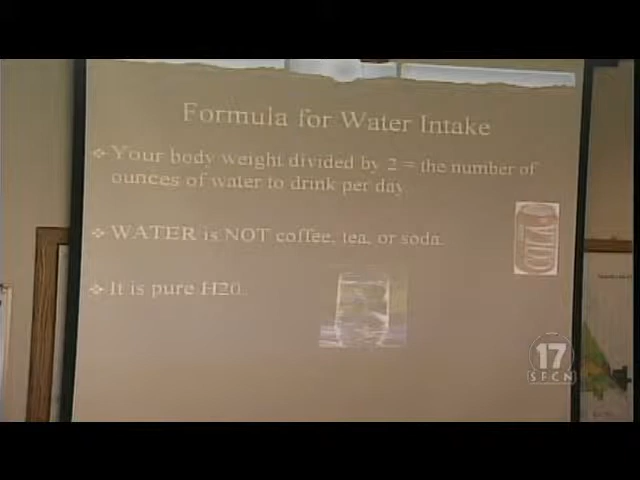 Formula for Water Intake
Your body weight divided by 2 = the number of
ounces of water to drink per day.
WATER is NOT coffee, tea, or soda.
COLA
It is pure H20.
17
SFCN